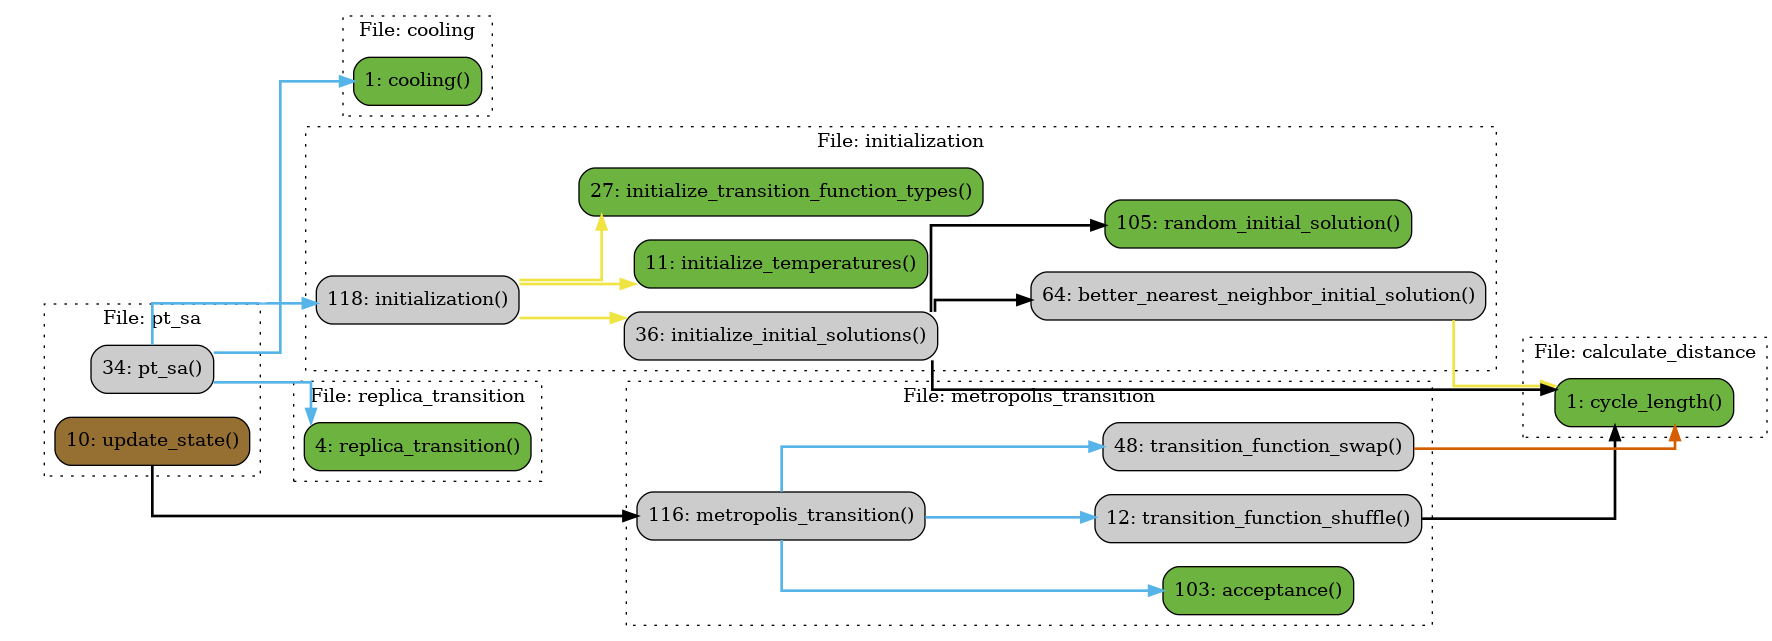 File: cooling
1: cooling()
File: initialization
27: initialize_transition_function_types()
105: random_initial_solution()
11: initialize_temperatures()
118: initialization()
64: better_nearest_neighbor_initial_solution()
36: initialize_initial_solutions()
File: pt_sa
34: pt_sa()
10: update_state()
File: replica_transition
4: replica_transition()
File: metropolis_transition
48: transition_function_swap()
116: metropolis_transition()
12: transition_function_shuffle()
103: acceptance()
File: calculate_distance
1: cycle_length()